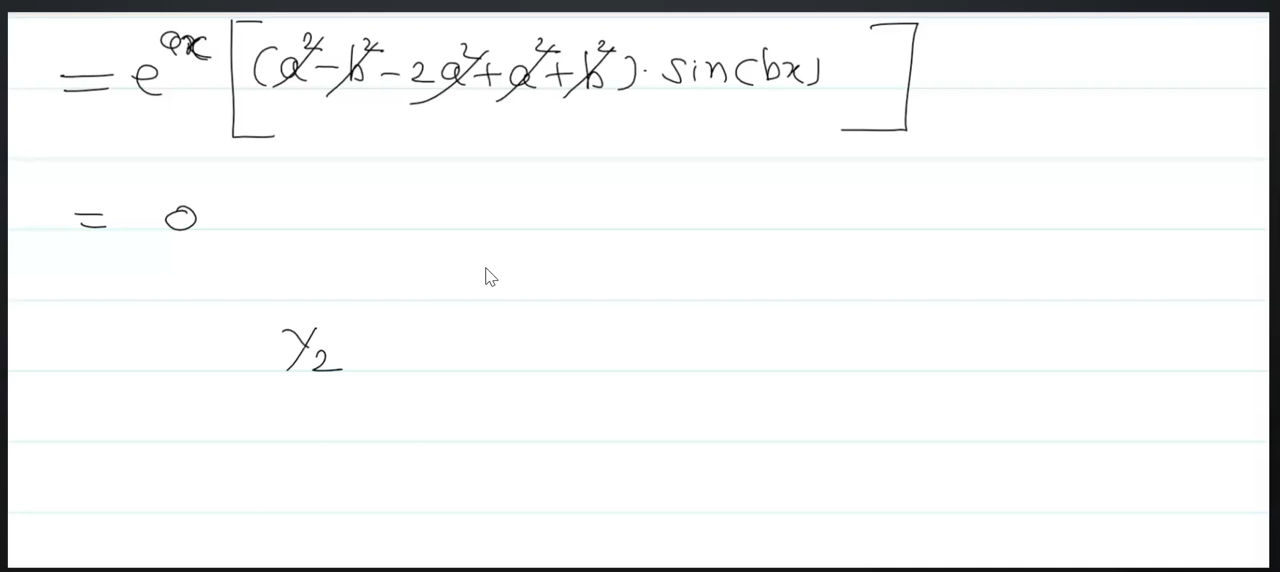 = e^{ax} [(a² - b² - 2a² + a² + b²) · sin(bx)]
= 0
y₂